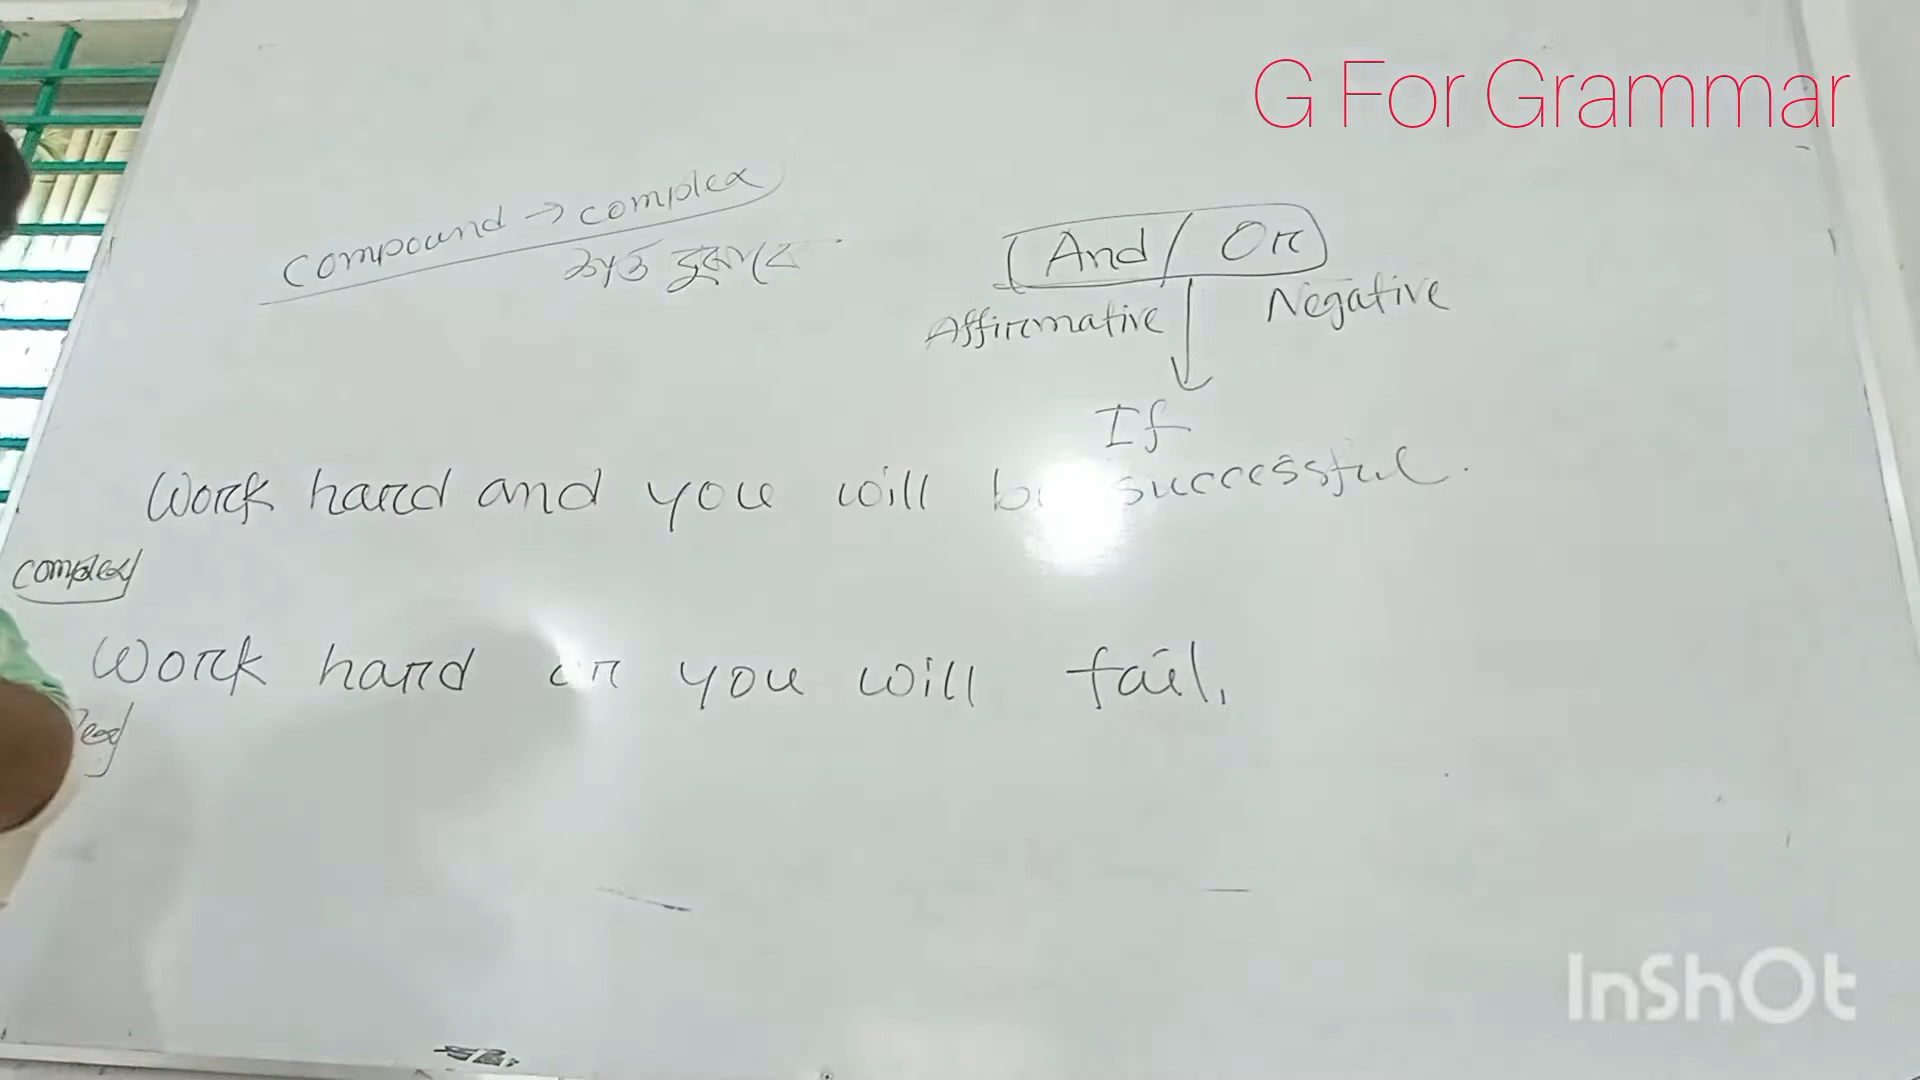 G For Grammar
compound → complex
শর্ত বুঝাবে
And / Or
Affirmative Negative
If
Work hard and you will be successful.
complex
Work hard or you will fail.
InShOt